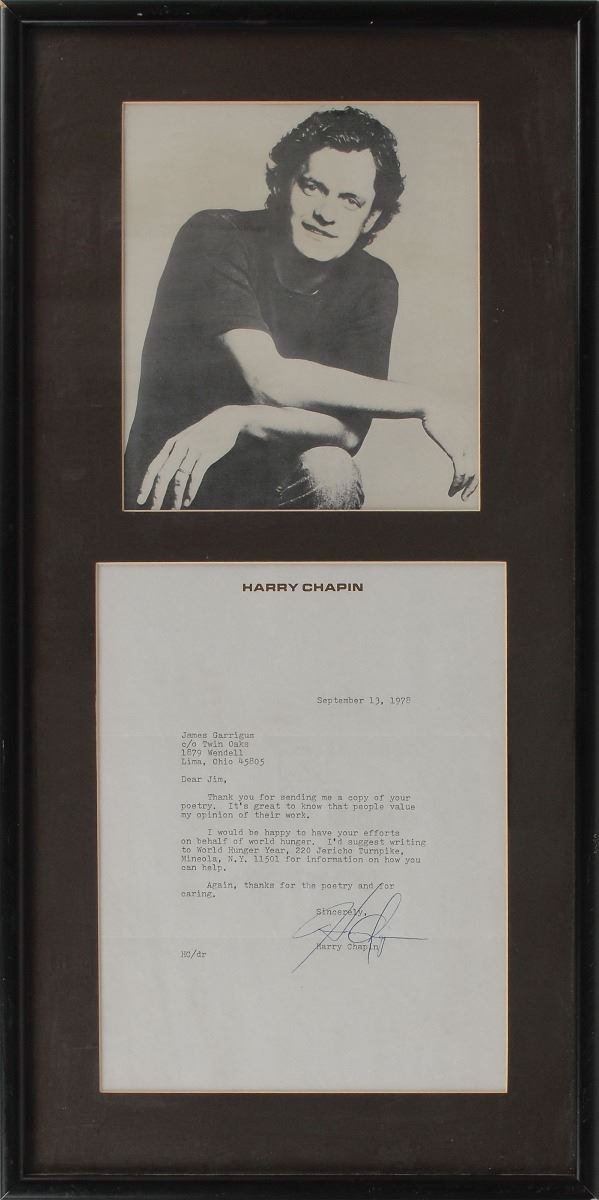 HARRY CHAPIN
September 13, 1978
James Garrigus
c/o Twin Oaks
1879 Wendell
Lima, Ohio 45805
Dear Jim,
Thank you for sending me a copy of your
poetry. It's great to know that people value
my opinion of their work.
I would be happy to have your efforts
on behalf of world hunger. I'd suggest writing
to World Hunger Year, 220 Jericho Turnpike,
Mineola, N.Y. 11501 for information on how you
can help.
Again, thanks for the poetry and for
caring.
Sincerely,
Harry Chapin
HC/dr